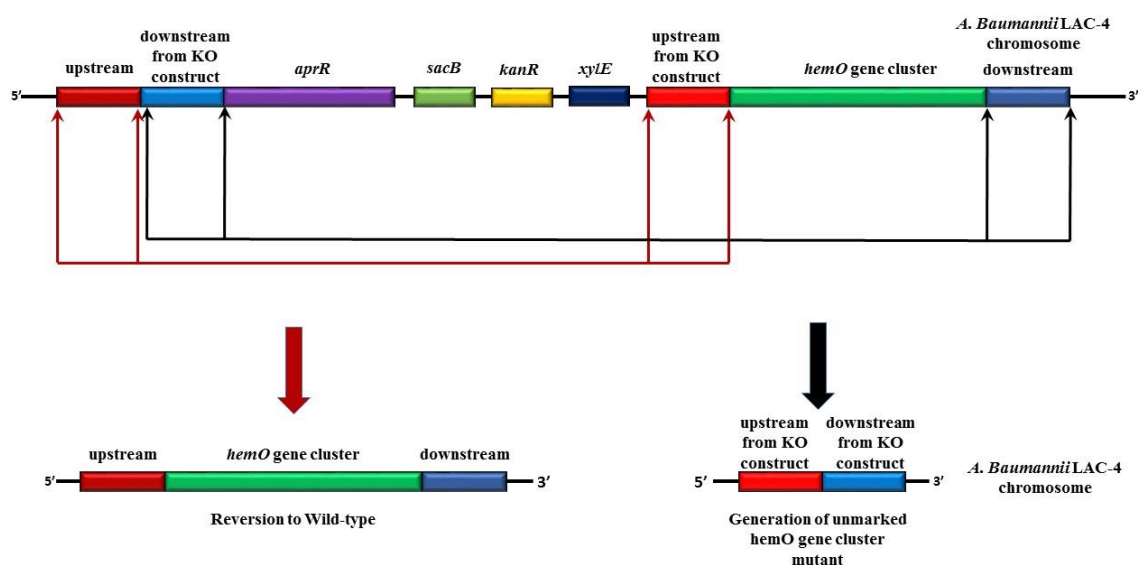 upstream
downstream
from KO
construct
aprR
sacB
kanR
xylE
upstream
from KO
construct
hemO gene cluster
A. Baumannii LAC-4
chromosome
downstream
5′
3′
upstream
hemO gene cluster
downstream
5′
3′
Reversion to Wild-type
upstream
from KO
construct
downstream
from KO
construct
5′
3′
A. Baumannii LAC-4
chromosome
Generation of unmarked
hemO gene cluster
mutant